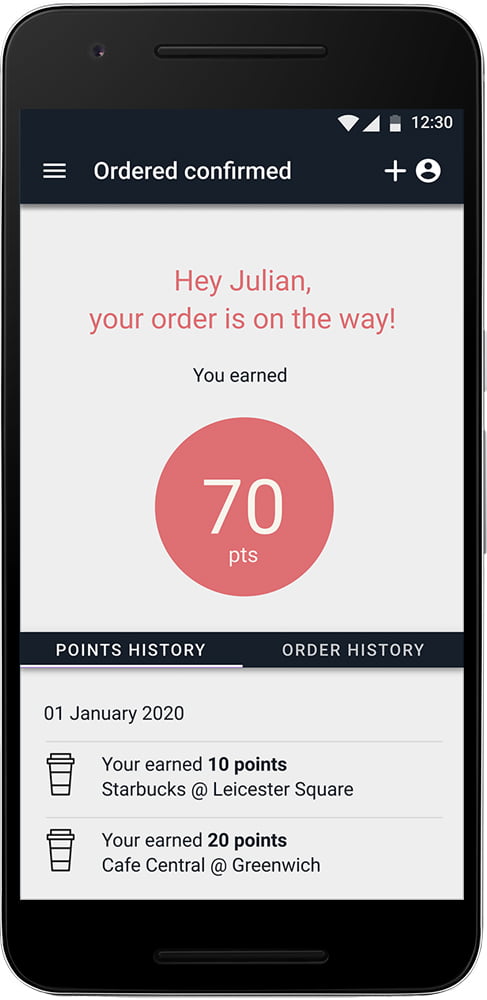 12:30
Ordered confirmed
Hey Julian,
your order is on the way!
You earned
70
pts
POINTS HISTORY
ORDER HISTORY
01 January 2020
Your earned 10 points
Starbucks @ Leicester Square
Your earned 20 points
Cafe Central @ Greenwich